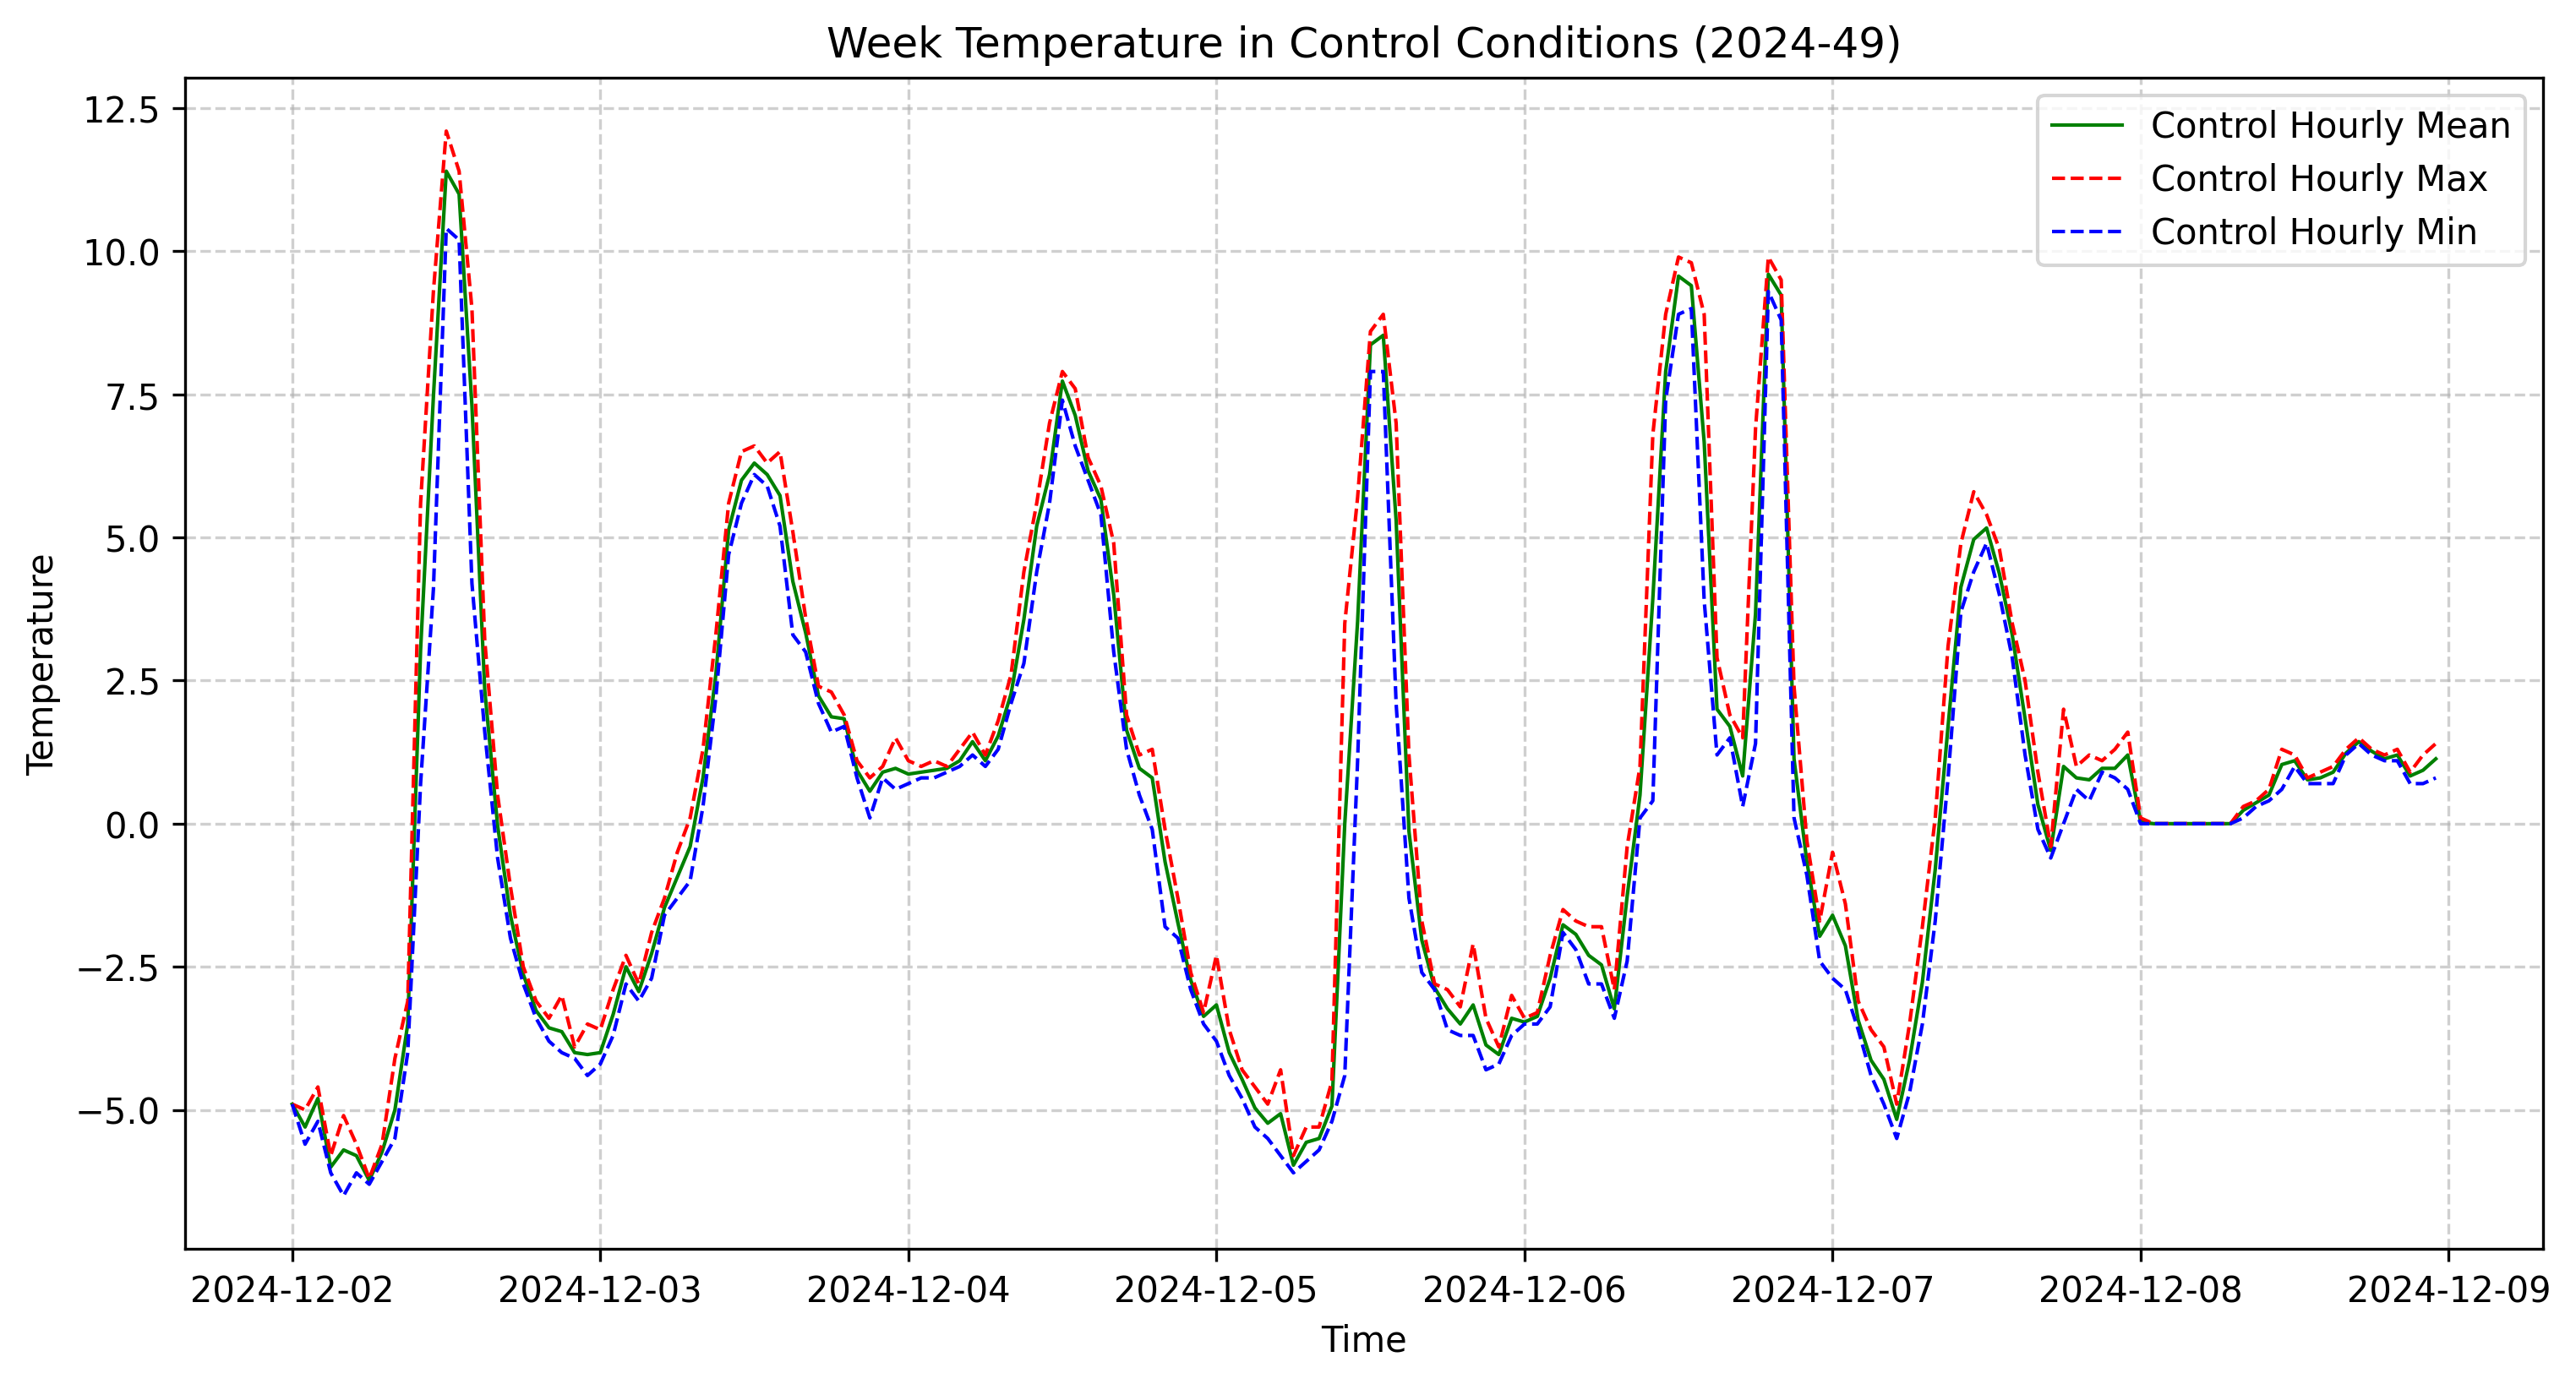 Week Temperature in Control Conditions (2024-49)
12.5
10.0
7.5
5.0
2.5
0.0
−2.5
−5.0
Temperature
Control Hourly Mean
Control Hourly Max
Control Hourly Min
2024-12-02 2024-12-03 2024-12-04 2024-12-05 2024-12-06 2024-12-07 2024-12-08 2024-12-09
Time